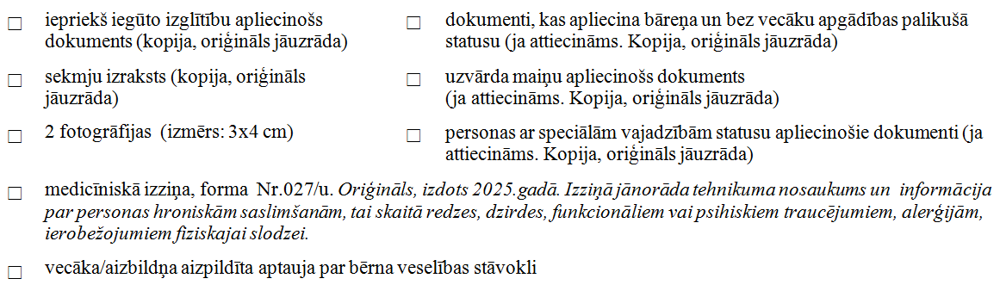 ☐ iepriekš iegūto izglītību apliecinošs
dokuments (kopija, oriģināls jāuzrāda)
☐ dokumenti, kas apliecina bāreņa un bez vecāku apgādības palikušā
statusu (ja attiecināms. Kopija, oriģināls jāuzrāda)
☐ sekmju izraksts (kopija, oriģināls
jāuzrāda)
☐ uzvārda maiņu apliecinošs dokuments
(ja attiecināms. Kopija, oriģināls jāuzrāda)
☐ 2 fotogrāfijas (izmērs: 3x4 cm)
☐ personas ar speciālām vajadzībām statusu apliecinošie dokumenti (ja
attiecināms. Kopija, oriģināls jāuzrāda)
☐ medicīniskā izziņa, forma Nr.027/u. Oriģināls, izdots 2025.gadā. Izziņā jānorāda tehnikuma nosaukums un informācija
par personas hroniskām saslimšanām, tai skaitā redzes, dzirdes, funkcionāliem vai psihiskiem traucējumiem, alerģijām,
ierobežojumiem fiziskajai slodzei.
☐ vecāka/aizbildņa aizpildīta aptauja par bērna veselības stāvokli